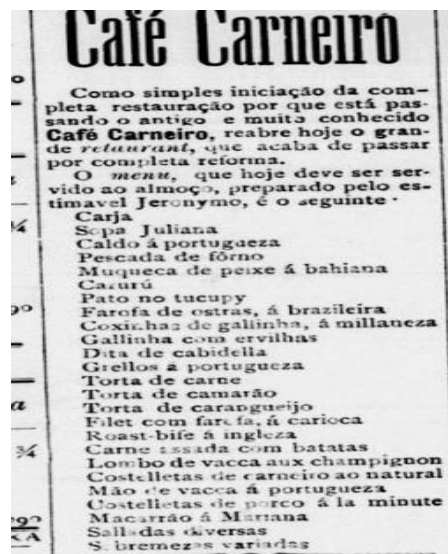 Café Carneiro
Como simples iniciação da com-
pleta restauração por que está pas-
sando o antigo e muito conhecido
Café Carneiro, reabre hoje o gran-
de retaurant, que acaba de passar
por completa reforma.
O menu, que hoje deve ser ser-
vido ao almoço, preparado pelo es-
timavel Jeronymo, é o seguinte·
Carja
Sopa Juliana
Caldo á portugueza
Pescada de fôrno
Muqueca de peixe á bahiana
Carurú
Pato no tucupy
Farofa de ostras, á brazileira
Coxinhas de gallinha, á millaneza
Gallinha com ervilhas
Dita de cabidella
Grellos á portugueza
Torta de carne
Torta de camarão
Torta de carangueijo
Filet com farofa, á carioca
Roast-bife á ingleza
Carne assada com batatas
Lombo de vacca aux champignon
Costelletas de carneiro ao natural
Mão de vacca á portugueza
Costelletas de porco á la minute
Macarrão á Mariana
Salladas diversas
S. bremezas variadas